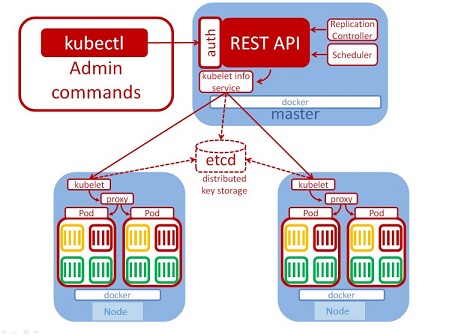 kubectl
Admin
commands
auth
REST API
Replication
Controller
Scheduler
kubelet info
service
docker
master
etcd
distributed
key storage
kubelet
proxy
Pod
Pod
docker
Node
kubelet
proxy
Pod
Pod
docker
Node